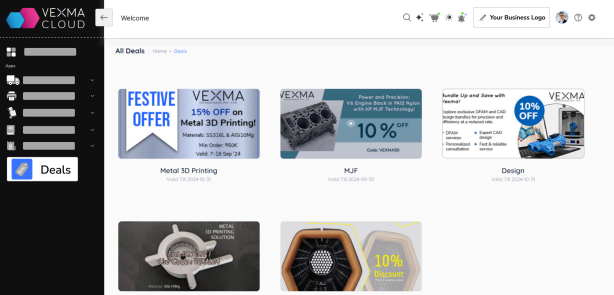 VEXMA
CLOUD
Welcome
Your Business Logo
All Deals
Home - Deals
Apps
Deals
FESTIVE
OFFER
VEXMA
15% OFF on
Metal 3D Printing!
Materials: SS316L & AlSi10Mg
Min Order: ₹50K
Valid: 7-16 Sep '24
Metal 3D Printing
VEXMA
Power and Precision:
V6 Engine Block in PA12 Nylon
with HP MJF Technology!
10% OFF
Code: VEXMA50
MJF
Valid Till 2024-09-30
Bundle Up and Save with
Vexma!
Explore exclusive DFAM and CAD
design bundles for precision and
efficiency at a reduced rate.
10%
OFF
DFAM
services
Expert CAD
design
Personalized
consultation
Fast & reliable
service
Design
Valid Till 2024-10-31
METAL
3D PRINTING
SOLUTION
10%
Discount